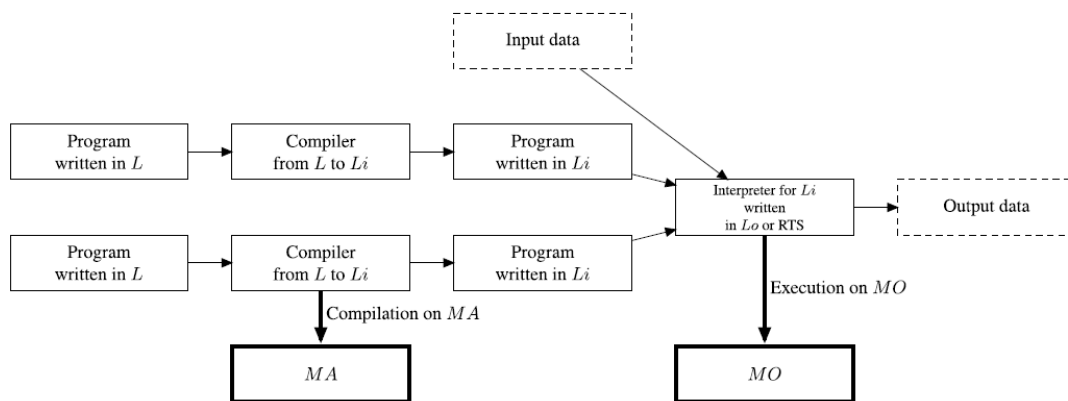 Input data
Program
written in L
Compiler
from L to Li
Program
written in Li
Interpreter for Li
written
in Lo or RTS
Output data
Program
written in L
Compiler
from L to Li
Program
written in Li
Compilation on MA
Execution on MO
MA
MO